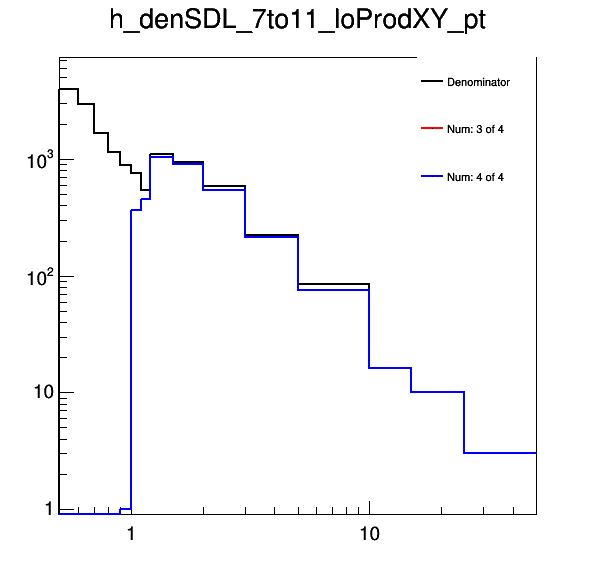 h_denSDL_7to11_loProdXY_pt
Denominator
Num: 3 of 4
Num: 4 of 4
10³
10²
10
1
1 10